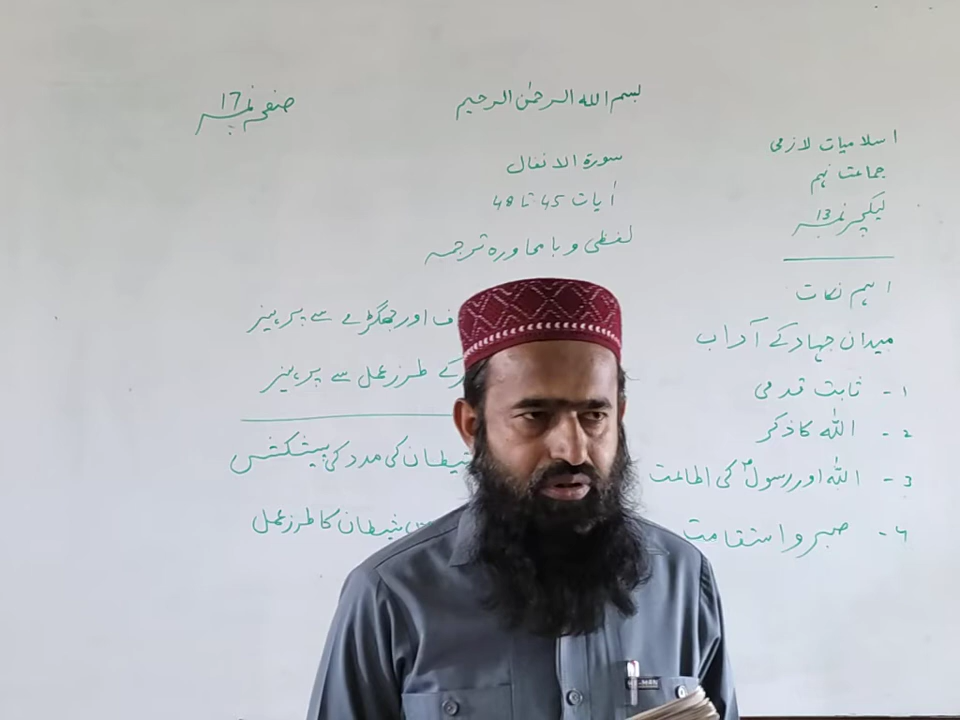 بسم الله الرحمٰن الرحیم
صفحہ نمبر 17
اسلامیات لازمی
جماعت نہم
لیکچر نمبر 13
سورۃ الانفال
آیات 45 تا 48
لفظی و بامحاورہ ترجمہ
اہم نکات
میدان جہاد کے آداب
1- ثابت قدمی
2- اللہ کا ذکر
3- اللہ اور رسولؐ کی اطاعت
4- صبر و استقامت
ف اور جھگڑے سے پرہیز
کے طرز عمل سے پرہیز
شیطان کی مدد کی پیشکش
شیطان کا طرز عمل